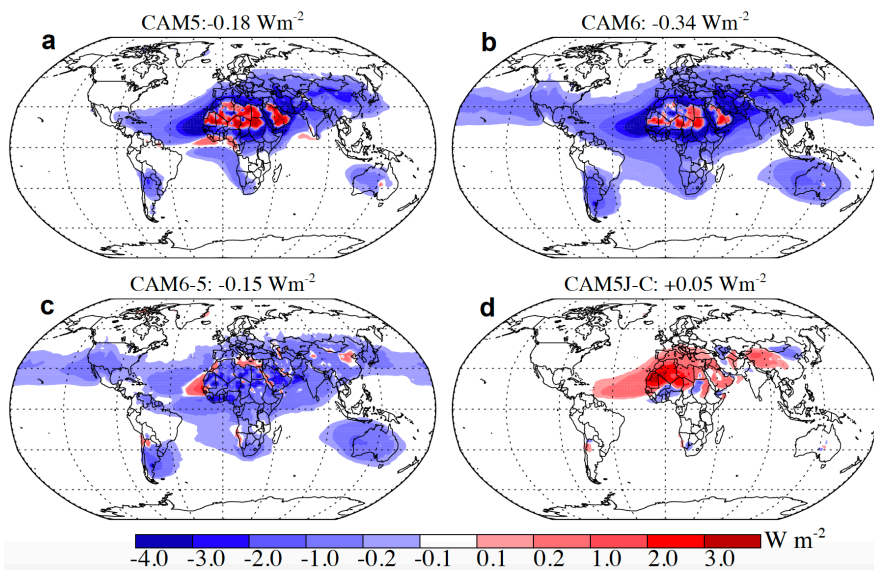 a
CAM5:-0.18 Wm-2
b
CAM6: -0.34 Wm-2
c
CAM6-5: -0.15 Wm-2
d
CAM5J-C: +0.05 Wm-2
W m-2
-4.0 -3.0 -2.0 -1.0 -0.2 -0.1 0.1 0.2 1.0 2.0 3.0